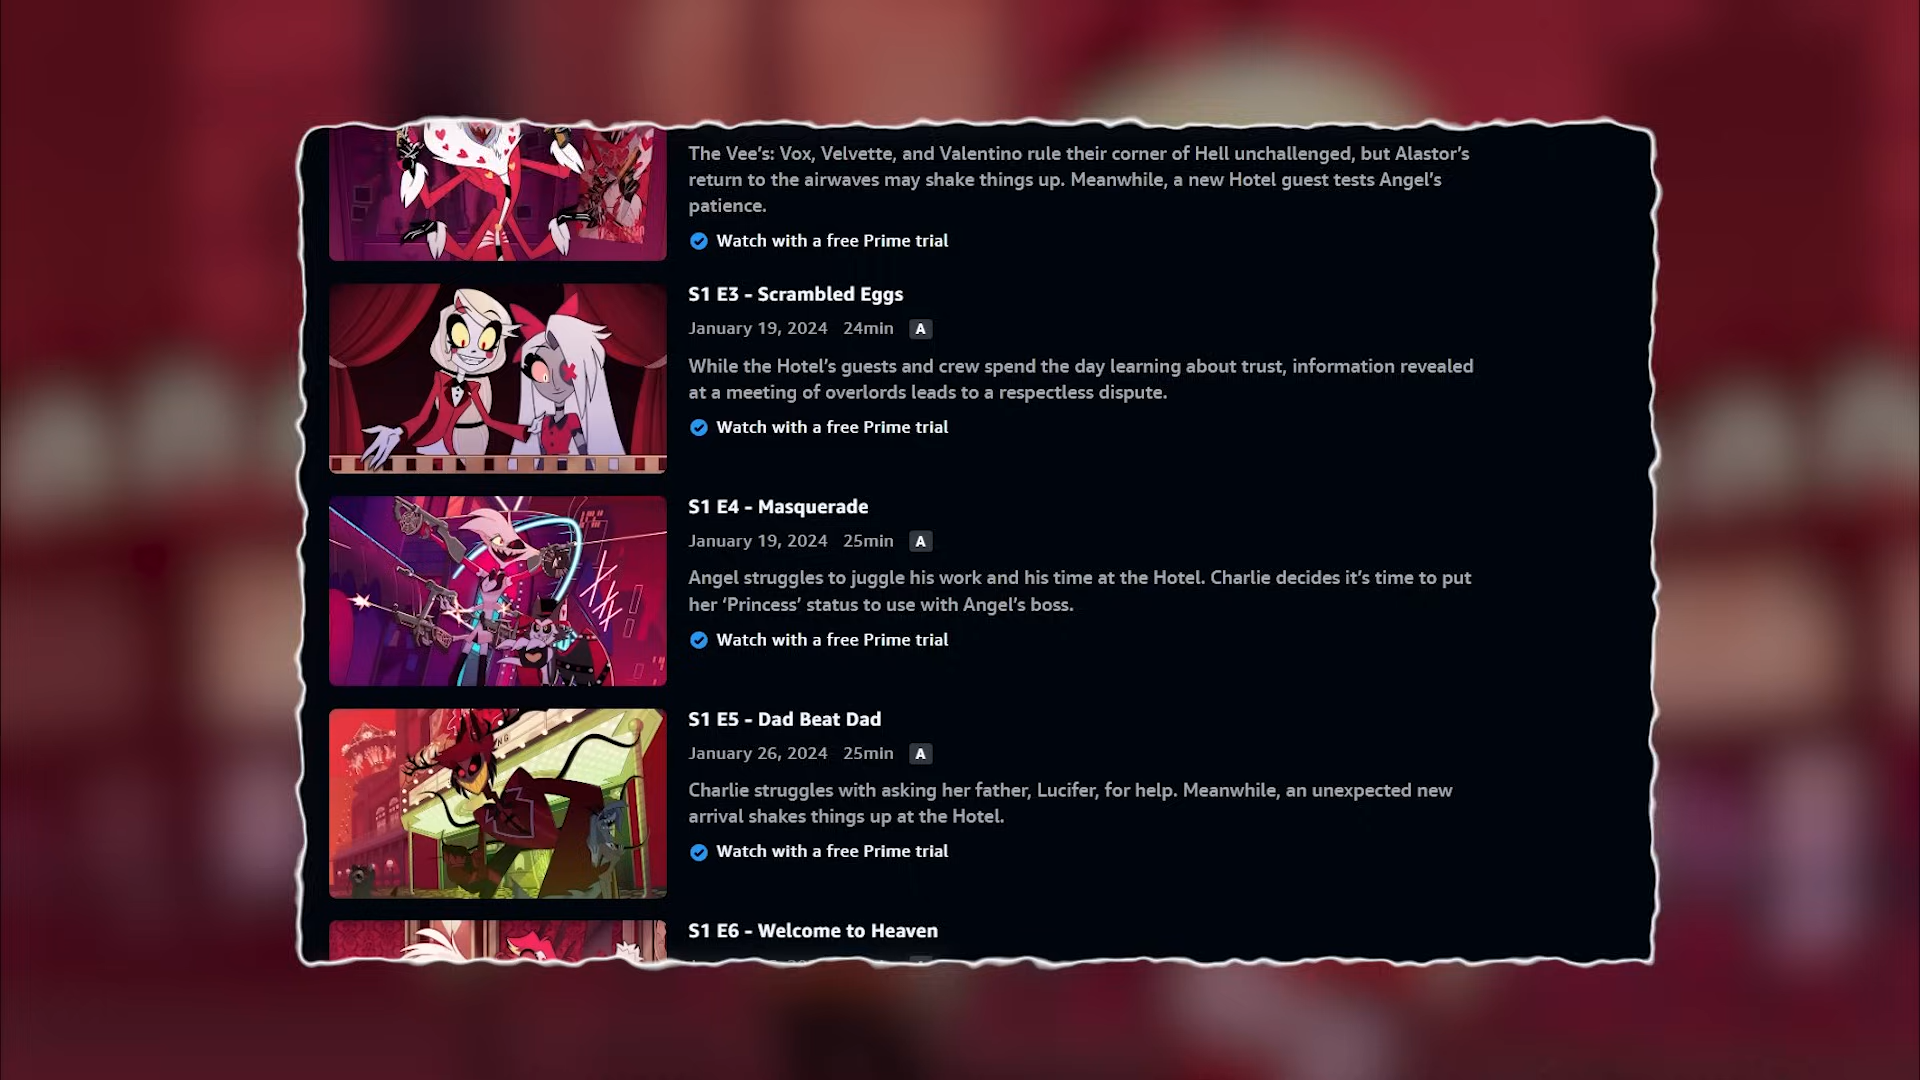 The Vee’s: Vox, Velvette, and Valentino rule their corner of Hell unchallenged, but Alastor’s
return to the airwaves may shake things up. Meanwhile, a new Hotel guest tests Angel’s
patience.
Watch with a free Prime trial
S1 E3 - Scrambled Eggs
January 19, 2024 24min A
While the Hotel’s guests and crew spend the day learning about trust, information revealed
at a meeting of overlords leads to a respectless dispute.
Watch with a free Prime trial
S1 E4 - Masquerade
January 19, 2024 25min A
Angel struggles to juggle his work and his time at the Hotel. Charlie decides it’s time to put
her ‘Princess’ status to use with Angel’s boss.
Watch with a free Prime trial
S1 E5 - Dad Beat Dad
January 26, 2024 25min A
Charlie struggles with asking her father, Lucifer, for help. Meanwhile, an unexpected new
arrival shakes things up at the Hotel.
Watch with a free Prime trial
S1 E6 - Welcome to Heaven